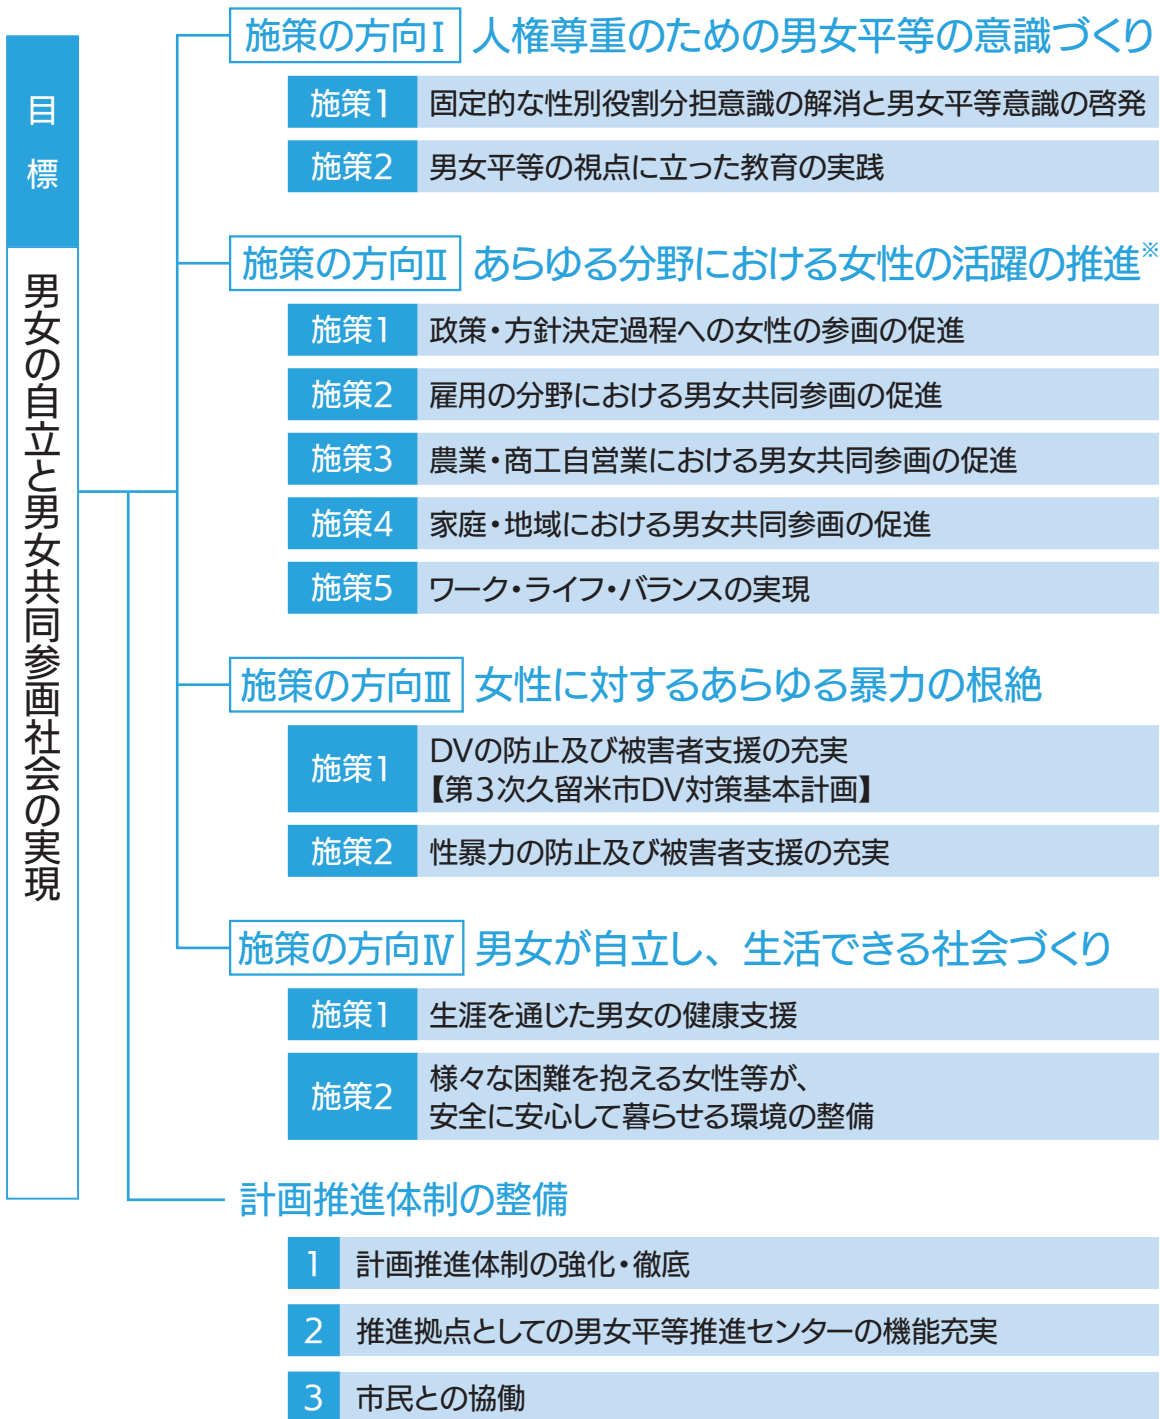 目標
男女の自立と男女共同参画社会の実現
施策の方向Ⅰ 人権尊重のための男女平等の意識づくり
施策1 固定的な性別役割分担意識の解消と男女平等意識の啓発
施策2 男女平等の視点に立った教育の実践
施策の方向Ⅱ あらゆる分野における女性の活躍の推進※
施策1 政策・方針決定過程への女性の参画の促進
施策2 雇用の分野における男女共同参画の促進
施策3 農業・商工自営業における男女共同参画の促進
施策4 家庭・地域における男女共同参画の促進
施策5 ワーク・ライフ・バランスの実現
施策の方向Ⅲ 女性に対するあらゆる暴力の根絶
施策1 DVの防止及び被害者支援の充実
【第3次久留米市DV対策基本計画】
施策2 性暴力の防止及び被害者支援の充実
施策の方向Ⅳ 男女が自立し、生活できる社会づくり
施策1 生涯を通じた男女の健康支援
施策2 様々な困難を抱える女性等が、
安全に安心して暮らせる環境の整備
計画推進体制の整備
1 計画推進体制の強化・徹底
2 推進拠点としての男女平等推進センターの機能充実
3 市民との協働